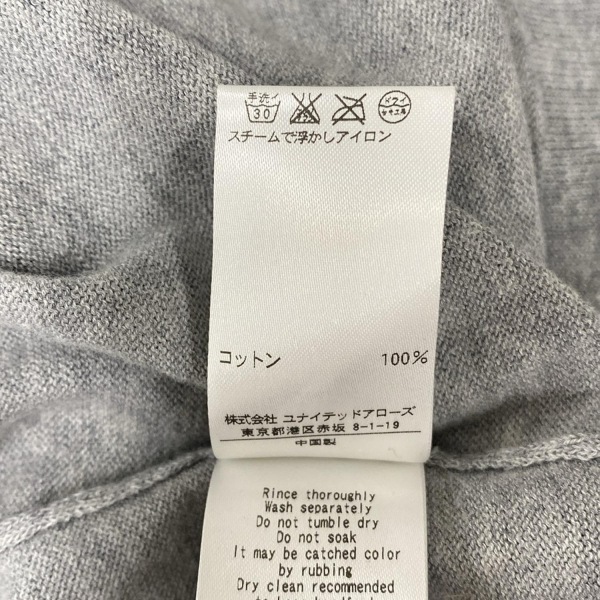 手洗イ 30 ドライ セキユ系
スチームで浮かしアイロン
コットン 100%
株式会社 ユナイテッドアローズ
東京都港区赤坂 8-1-19
中国製
Rince thoroughly
Wash separately
Do not tumble dry
Do not soak
It may be catched color
by rubbing
Dry clean recommended